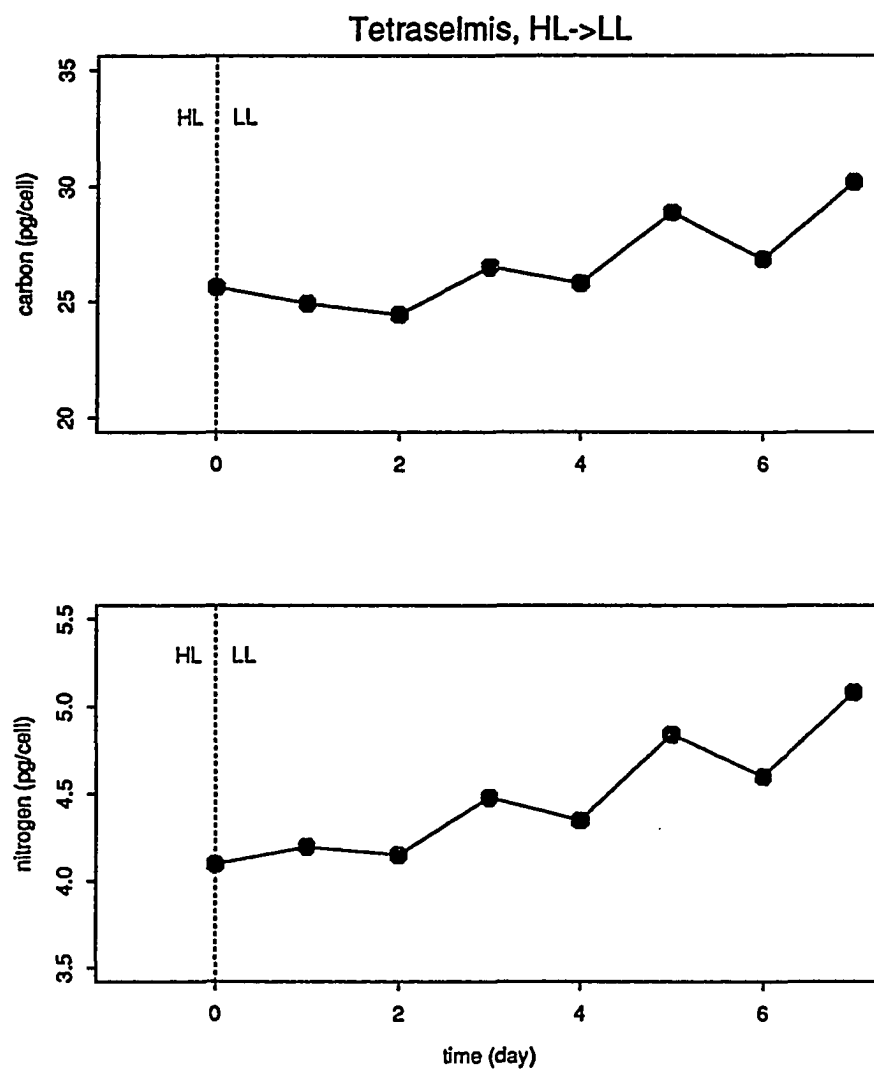 Tetraselmis, HL->LL
35
30
25
20
carbon (pg/cell)
HL LL
0 2 4 6
5.5
5.0
4.5
4.0
3.5
nitrogen (pg/cell)
HL LL
0 2 4 6
time (day)